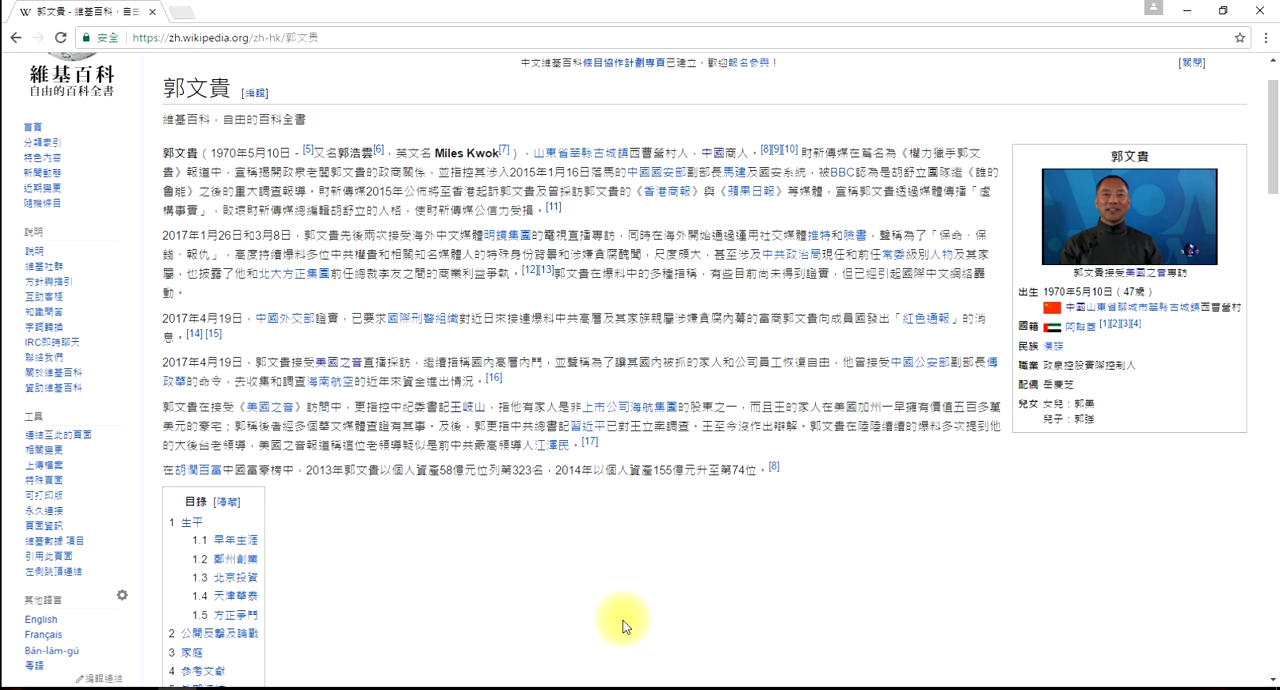 郭文貴 - 維基百科，自由
安全 https://zh.wikipedia.org/zh-hk/郭文貴
維基百科
自由的百科全書
首頁
分類索引
特色內容
新聞動態
近期變更
隨機條目
說明
說明
維基社群
方針與指引
互助客棧
知識問答
字詞轉換
IRC即時聊天
聯絡我們
關於維基百科
資助維基百科
工具
連結至此的頁面
相關變更
上傳檔案
特殊頁面
可打印版
永久連接
頁面資訊
維基數據 項目
引用此頁面
左側跳頂連結
其他語言
English
Français
Bân-lâm-gú
粵語
編輯連結
中文維基百科條目協作計劃專頁已建立，歡迎報名參與！
[關閉]
郭文貴 [編輯]
維基百科，自由的百科全書
郭文貴（1970年5月10日－[5]又名郭浩雲[6]，英文名 Miles Kwok[7]），山東省莘縣古城鎮西曹營村人，中國商人。[8][9][10] 財新傳媒在篇名為《權力獵手郭文
貴》報道中，宣稱揭開政泉老闆郭文貴的政商關係，並指控其涉入2015年1月16日落馬的中國國安部副部長馬建及國安系統，被BBC認為是胡舒立團隊繼《誰的
魯能》之後的重大調查報導。財新傳媒2015年公佈將至香港起訴郭文貴及曾採訪郭文貴的《香港商報》與《蘋果日報》等媒體，宣稱郭文貴透過媒體傳播「虛
構事實」，敗壞財新傳媒總編輯胡舒立的人格，使財新傳媒公信力受損。[11]
2017年1月26日和3月8日，郭文貴先後兩次接受海外中文媒體明鏡集團的電視直播專訪，同時在海外開始通過運用社交媒體推特和臉書，聲稱為了「保命、保
錢、報仇」，高度持續爆料多位中共權貴和相關知名媒體人的特殊身份背景和涉嫌貪腐醜聞，尺度頗大，甚至涉及中共政治局現任和前任常委級別人物及其家
屬，也披露了他和北大方正集團前任總裁李友之間的商業利益爭執。[12][13]郭文貴在爆料中的多種指稱，有些目前尚未得到證實，但已經引起國際中文網絡轟
動。
2017年4月19日，中國外交部證實，已要求國際刑警組織對近日來接連爆料中共高層及其家族親屬涉嫌貪腐內幕的富商郭文貴向成員國發出「紅色通報」的消
息。[14] [15]
2017年4月19日，郭文貴接受美國之音直播採訪，繼續指稱國內高層內鬥，並聲稱為了讓其國內被抓的家人和公司員工恢復自由，他曾接受中國公安部副部長傅
政華的命令，去收集和調查海南航空的近年來資金進出情況。[16]
郭文貴在接受《美國之音》訪問中，更指控中紀委書記王岐山，指他有家人是非上市公司海航集團的股東之一，而且王的家人在美國加州一早擁有價值五百多萬
美元的豪宅；郭稱後者經多個華文媒體查證有其事。及後，郭更指中共總書記習近平已對王立案調查。王至今沒作出辯解。郭文貴在陸陸續續的爆料多次提到他
的大後台老領導，美國之音報道稱這位老領導疑似是前中共最高領導人江澤民。[17]
在胡潤百富中國富豪榜中，2013年郭文貴以個人資產58億元位列第323名，2014年以個人資產155億元升至第74位。[8]
目錄 [隱藏]
1 生平
1.1 早年生涯
1.2 鄭州創業
1.3 北京投資
1.4 天津華泰
1.5 方正爭鬥
2 公開反擊及論戰
3 家庭
4 參考文獻
郭文貴
郭文貴接受美國之音專訪
出生 1970年5月10日（47歲）
中國山東省聊城市莘縣古城鎮西曹營村
國籍 阿聯酋 [1][2][3][4]
民族 漢族
職業 政泉控股實際控制人
配偶 岳慶芝
兒女 女兒：郭美
兒子：郭強